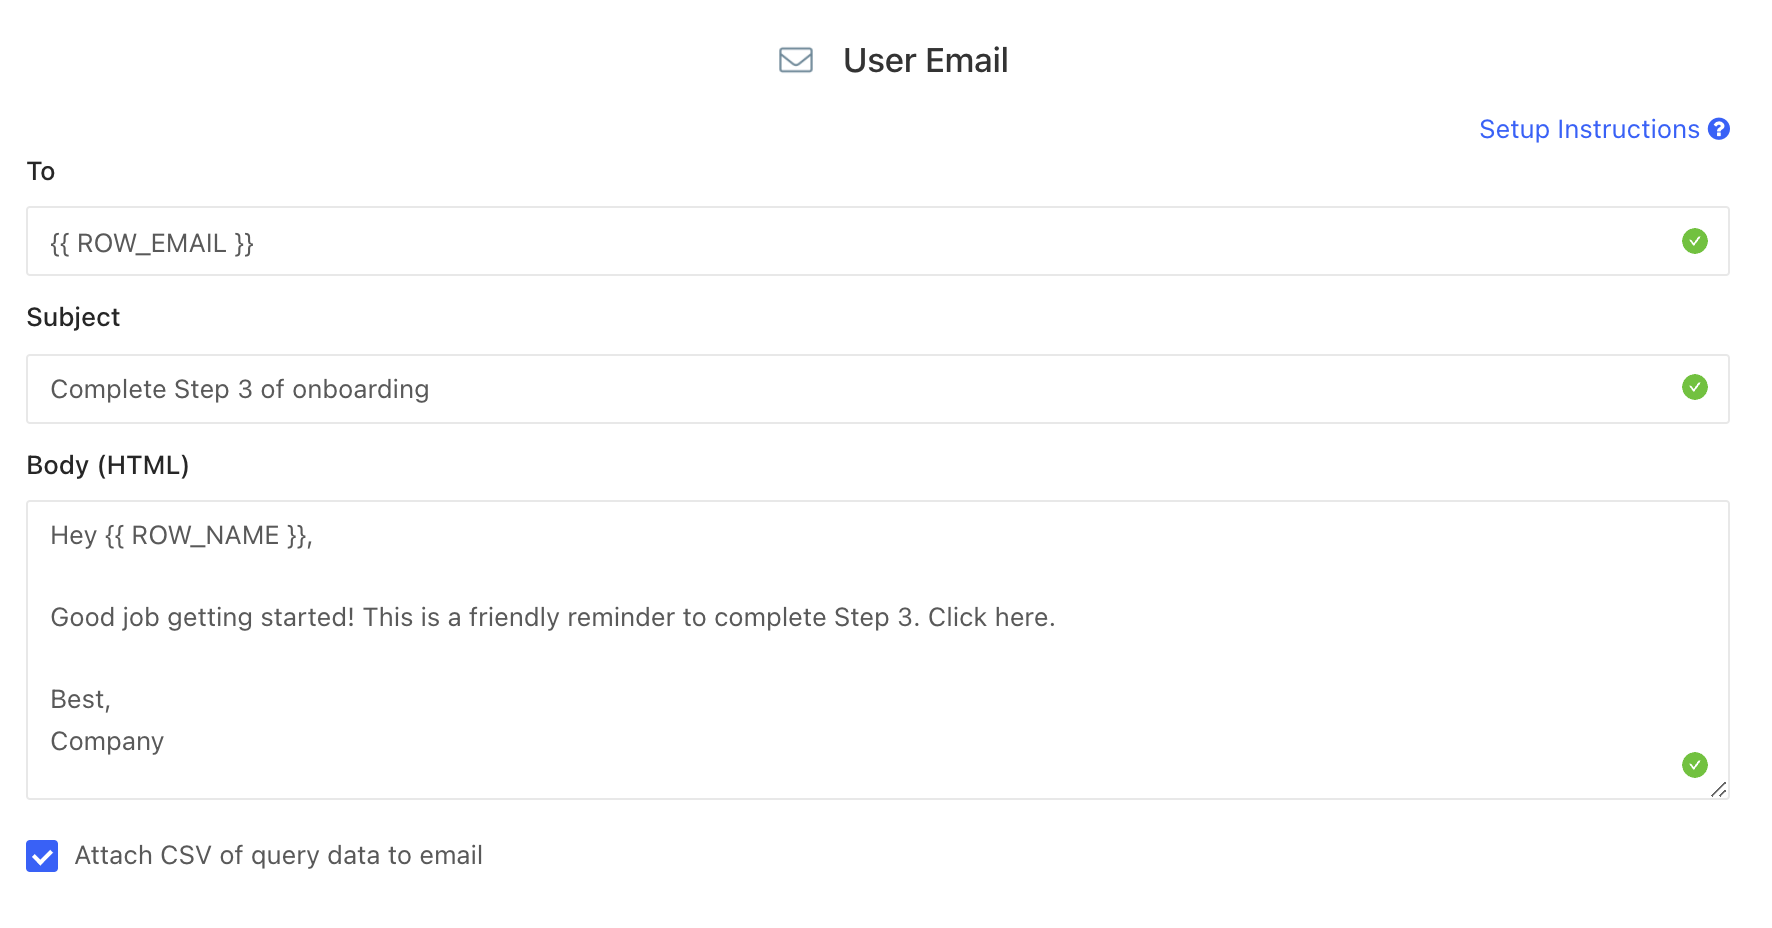 User Email
Setup Instructions
To
{{ ROW_EMAIL }}
Subject
Complete Step 3 of onboarding
Body (HTML)
Hey {{ ROW_NAME }},
Good job getting started! This is a friendly reminder to complete Step 3. Click here.
Best,
Company
Attach CSV of query data to email